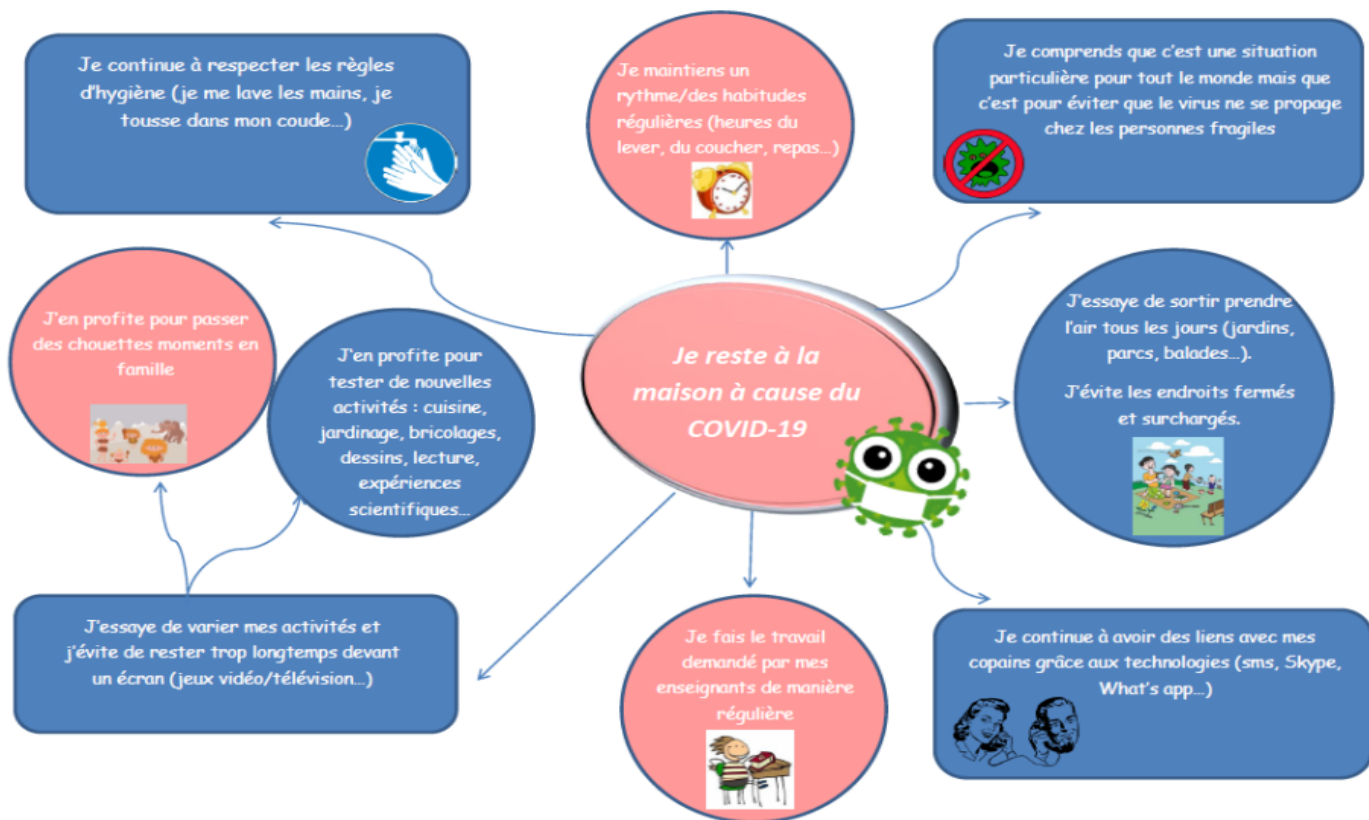 Je continue à respecter les règles
d'hygiène (je me lave les mains, je
tousse dans mon coude…)
Je maintiens un
rythme/des habitudes
régulières (heures du
lever, du coucher, repas…)
Je comprends que c'est une situation
particulière pour tout le monde mais que
c'est pour éviter que le virus ne se propage
chez les personnes fragiles
J'en profite pour passer
des chouettes moments en
famille
J'en profite pour
tester de nouvelles
activités : cuisine,
jardinage, bricolages,
dessins, lecture,
expériences
scientifiques…
Je reste à la
maison à cause du
COVID-19
J'essaye de sortir prendre
l'air tous les jours (jardins,
parcs, balades…).
J'évite les endroits fermés
et surchargés.
J'essaye de varier mes activités et
j'évite de rester trop longtemps devant
un écran (jeux vidéo/télévision…)
Je fais le travail
demandé par mes
enseignants de manière
régulière
Je continue à avoir des liens avec mes
copains grâce aux technologies (sms, Skype,
What's app…)